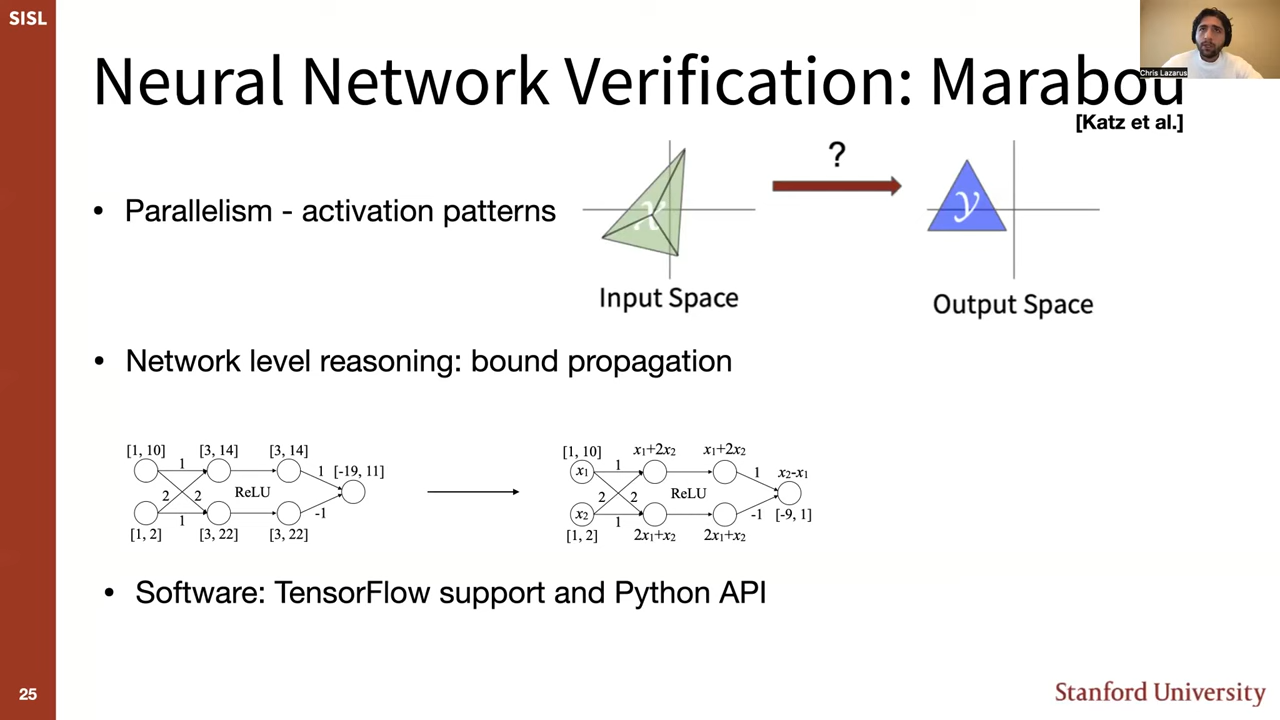 SISL
Chris Lazarus
Neural Network Verification: Marabou
[Katz et al.]
?
• Parallelism - activation patterns
X
y
Input Space
Output Space
• Network level reasoning: bound propagation
[1, 10] [3, 14] [3, 14]
1 1 [-19, 11]
2 2 ReLU
1 -1
[1, 2] [3, 22] [3, 22]
[1, 10] x₁+2x₂ x₁+2x₂
x₁ 1 1 x₂-x₁
2 2 ReLU
x₂ 1 -1 [-9, 1]
[1, 2] 2x₁+x₂ 2x₁+x₂
• Software: TensorFlow support and Python API
25
Stanford University